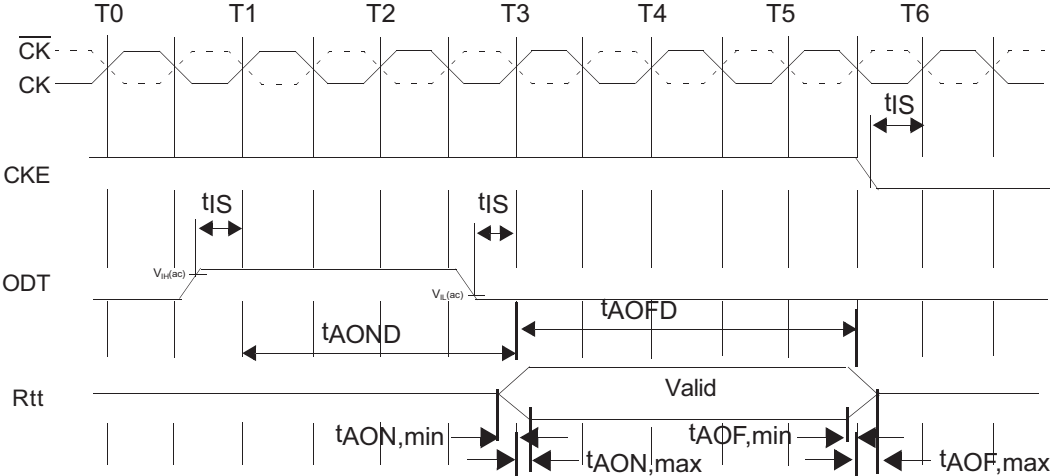 T0 T1 T2 T3 T4 T5 T6
CK
CK
tIS
CKE
tIS tIS
VIH(ac)
ODT
VIL(ac)
tAOFD
tAOND
Rtt
Valid
tAON,min tAOF,min
tAON,max tAOF,max